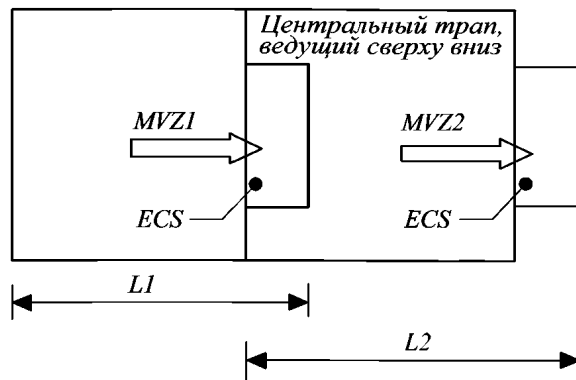 Центральный трап,
ведущий сверху вниз
MVZ1
MVZ2
ECS
ECS
L1
L2